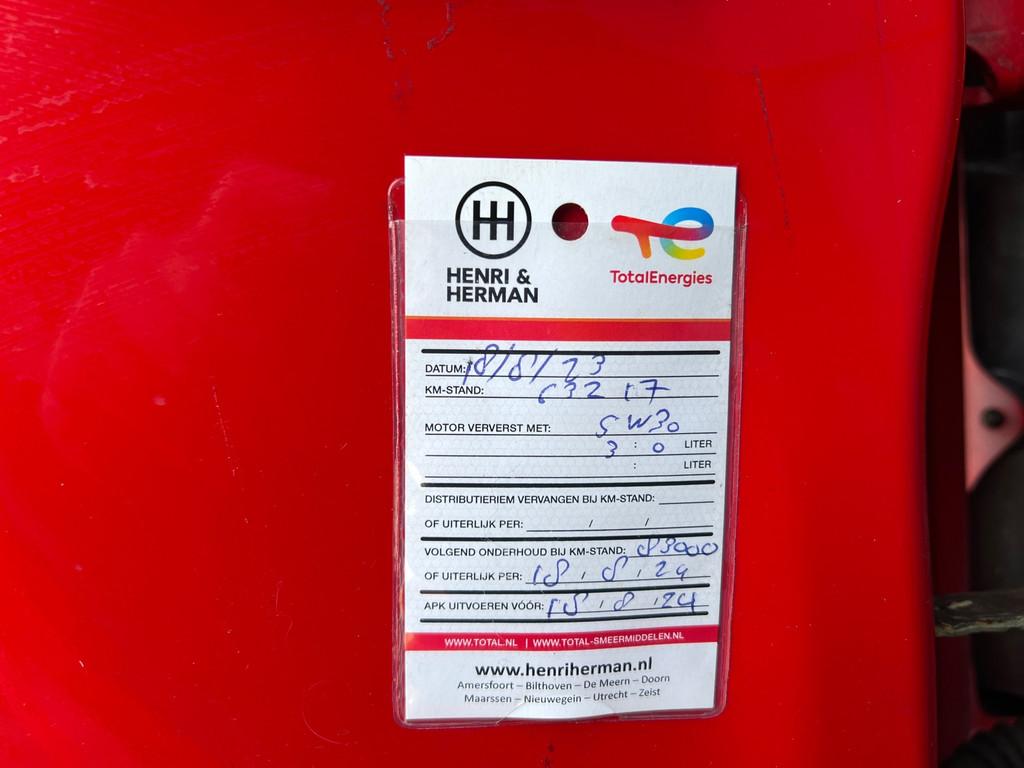 HENRI &
HERMAN
TotalEnergies
DATUM: 18/8/23
KM-STAND: 63217
MOTOR VERVERST MET: 5W30
3 : 0 LITER
: LITER
DISTRIBUTIERIEM VERVANGEN BIJ KM-STAND:
OF UITERLIJK PER: / /
VOLGEND ONDERHOUD BIJ KM-STAND: 83000
OF UITERLIJK PER: 18 / 8 / 24
APK UITVOEREN VÓÓR: 18 / 8 / 24
WWW.TOTAL.NL | WWW.TOTAL-SMEERMIDDELEN.NL
www.henriherman.nl
Amersfoort – Bilthoven – De Meern – Doorn
Maarssen – Nieuwegein – Utrecht – Zeist